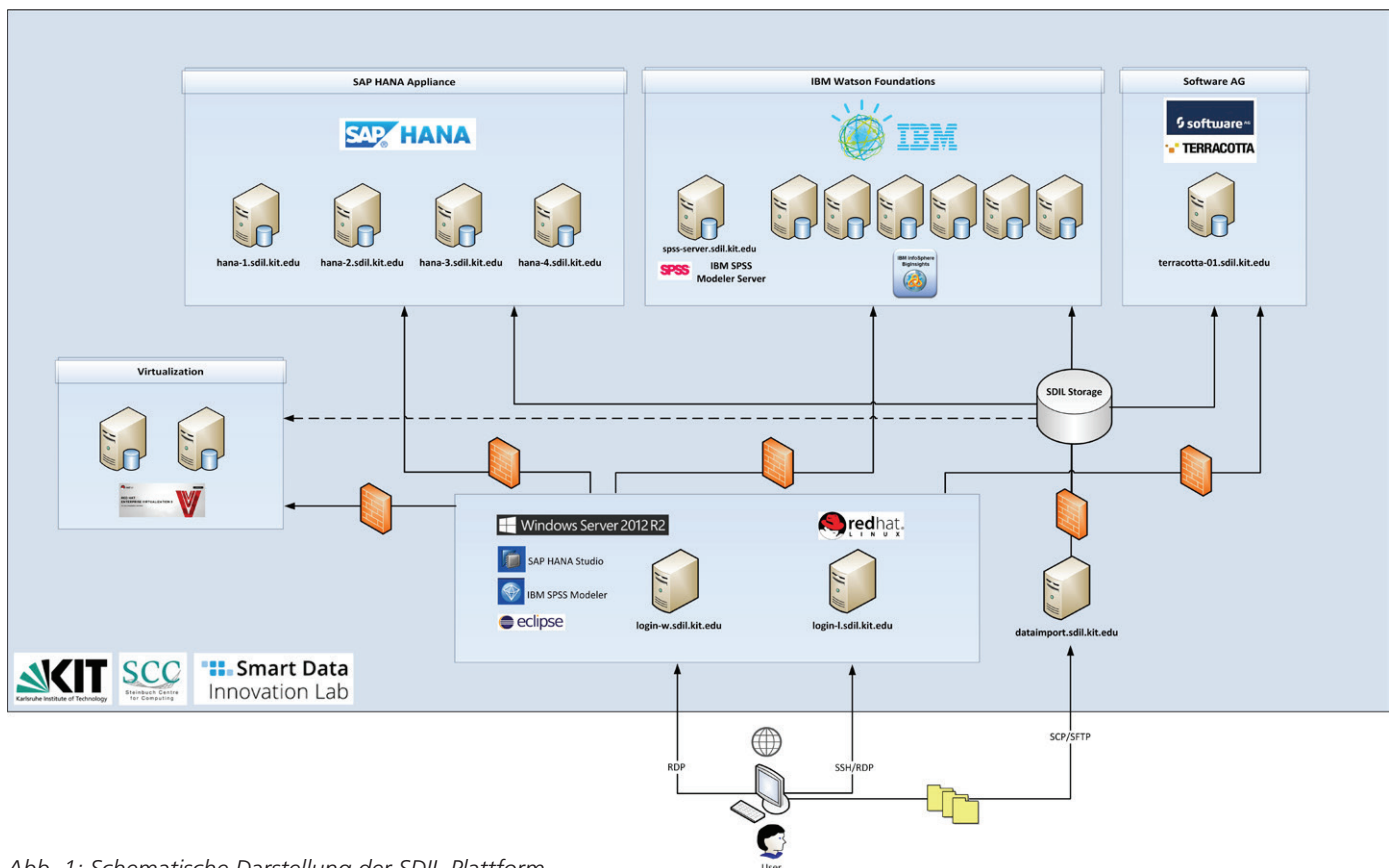 SAP HANA Appliance
SAP HANA
hana-1.sdil.kit.edu
hana-2.sdil.kit.edu
hana-3.sdil.kit.edu
hana-4.sdil.kit.edu
IBM Watson Foundations
IBM
spss-server.sdil.kit.edu
SPSS
IBM SPSS
Modeler Server
IBM InfoSphere
BigInsights
Software AG
software AG
TERRACOTTA
terracotta-01.sdil.kit.edu
Virtualization
RED HAT
ENTERPRISE VIRTUALIZATION
SDIL Storage
Windows Server 2012 R2
SAP HANA Studio
IBM SPSS Modeler
eclipse
login-w.sdil.kit.edu
redhat.
LINUX
login-l.sdil.kit.edu
dataimport.sdil.kit.edu
KIT
Karlsruhe Institute of Technology
SCC
Steinbuch Centre
for Computing
Smart Data
Innovation Lab
RDP
SSH/RDP
SCP/SFTP
User
Abb. 1: Schematische Darstellung der SDIL Plattform